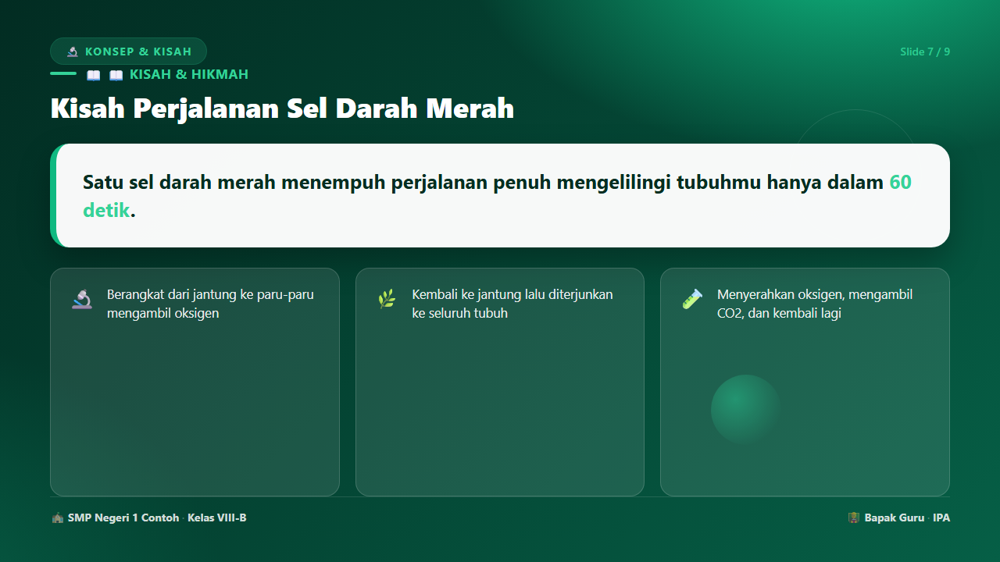 🔬 KONSEP & KISAH
Slide 7 / 9
📖 📖 KISAH & HIKMAH
Kisah Perjalanan Sel Darah Merah
Satu sel darah merah menempuh perjalanan penuh mengelilingi tubuhmu hanya dalam 60
detik.
Berangkat dari jantung ke paru-paru
mengambil oksigen
Kembali ke jantung lalu diterjunkan
ke seluruh tubuh
Menyerahkan oksigen, mengambil
CO2, dan kembali lagi
SMP Negeri 1 Contoh · Kelas VIII-B
Bapak Guru · IPA